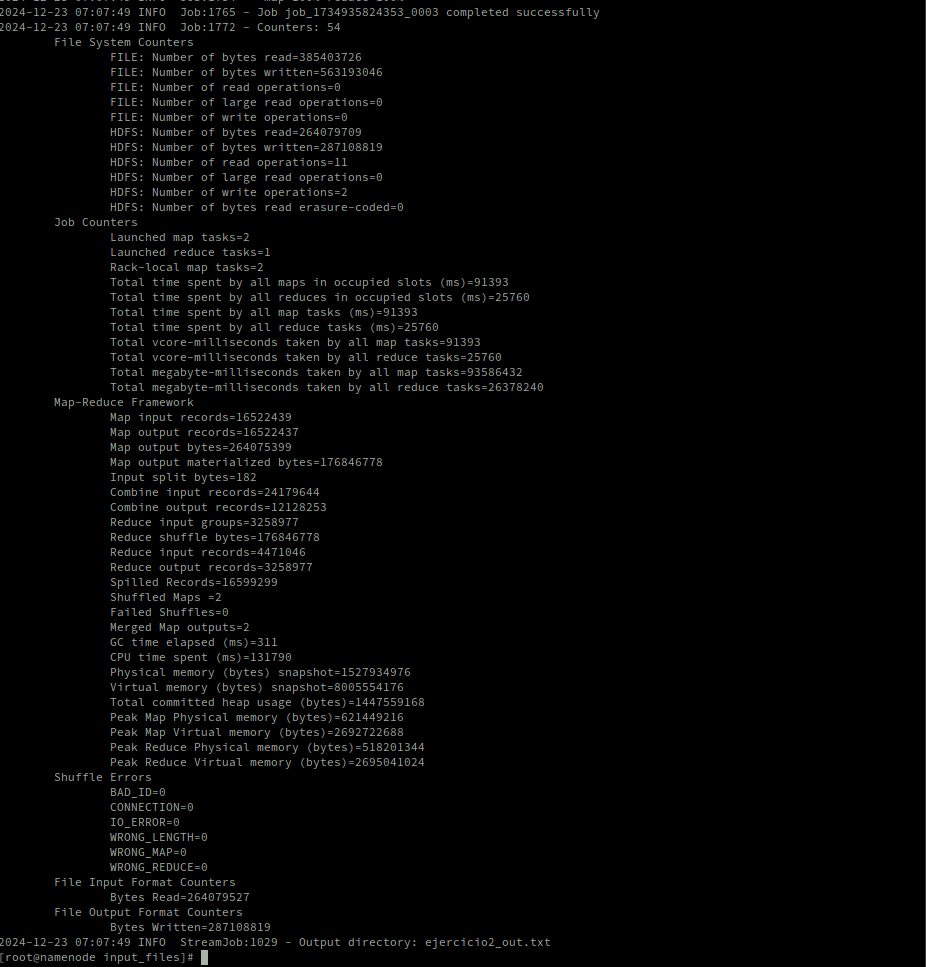 2024-12-23 07:07:49 INFO  Job:1765 - Job job_1734935824353_0003 completed successfully
2024-12-23 07:07:49 INFO  Job:1772 - Counters: 54
File System Counters
FILE: Number of bytes read=385403726
FILE: Number of bytes written=563193046
FILE: Number of read operations=0
FILE: Number of large read operations=0
FILE: Number of write operations=0
HDFS: Number of bytes read=264079709
HDFS: Number of bytes written=287108819
HDFS: Number of read operations=11
HDFS: Number of large read operations=0
HDFS: Number of write operations=2
HDFS: Number of bytes read erasure-coded=0
Job Counters
Launched map tasks=2
Launched reduce tasks=1
Rack-local map tasks=2
Total time spent by all maps in occupied slots (ms)=91393
Total time spent by all reduces in occupied slots (ms)=25760
Total time spent by all map tasks (ms)=91393
Total time spent by all reduce tasks (ms)=25760
Total vcore-milliseconds taken by all map tasks=91393
Total vcore-milliseconds taken by all reduce tasks=25760
Total megabyte-milliseconds taken by all map tasks=93586432
Total megabyte-milliseconds taken by all reduce tasks=26378240
Map-Reduce Framework
Map input records=16522439
Map output records=16522437
Map output bytes=264075399
Map output materialized bytes=176846778
Input split bytes=182
Combine input records=24179644
Combine output records=12128253
Reduce input groups=3258977
Reduce shuffle bytes=176846778
Reduce input records=4471046
Reduce output records=3258977
Spilled Records=16599299
Shuffled Maps =2
Failed Shuffles=0
Merged Map outputs=2
GC time elapsed (ms)=311
CPU time spent (ms)=131790
Physical memory (bytes) snapshot=1527934976
Virtual memory (bytes) snapshot=8005554176
Total committed heap usage (bytes)=1447559168
Peak Map Physical memory (bytes)=621449216
Peak Map Virtual memory (bytes)=2692722688
Peak Reduce Physical memory (bytes)=518201344
Peak Reduce Virtual memory (bytes)=2695041024
Shuffle Errors
BAD_ID=0
CONNECTION=0
IO_ERROR=0
WRONG_LENGTH=0
WRONG_MAP=0
WRONG_REDUCE=0
File Input Format Counters
Bytes Read=264079527
File Output Format Counters
Bytes Written=287108819
2024-12-23 07:07:49 INFO  StreamJob:1029 - Output directory: ejercicio2_out.txt
[root@namenode input_files]#